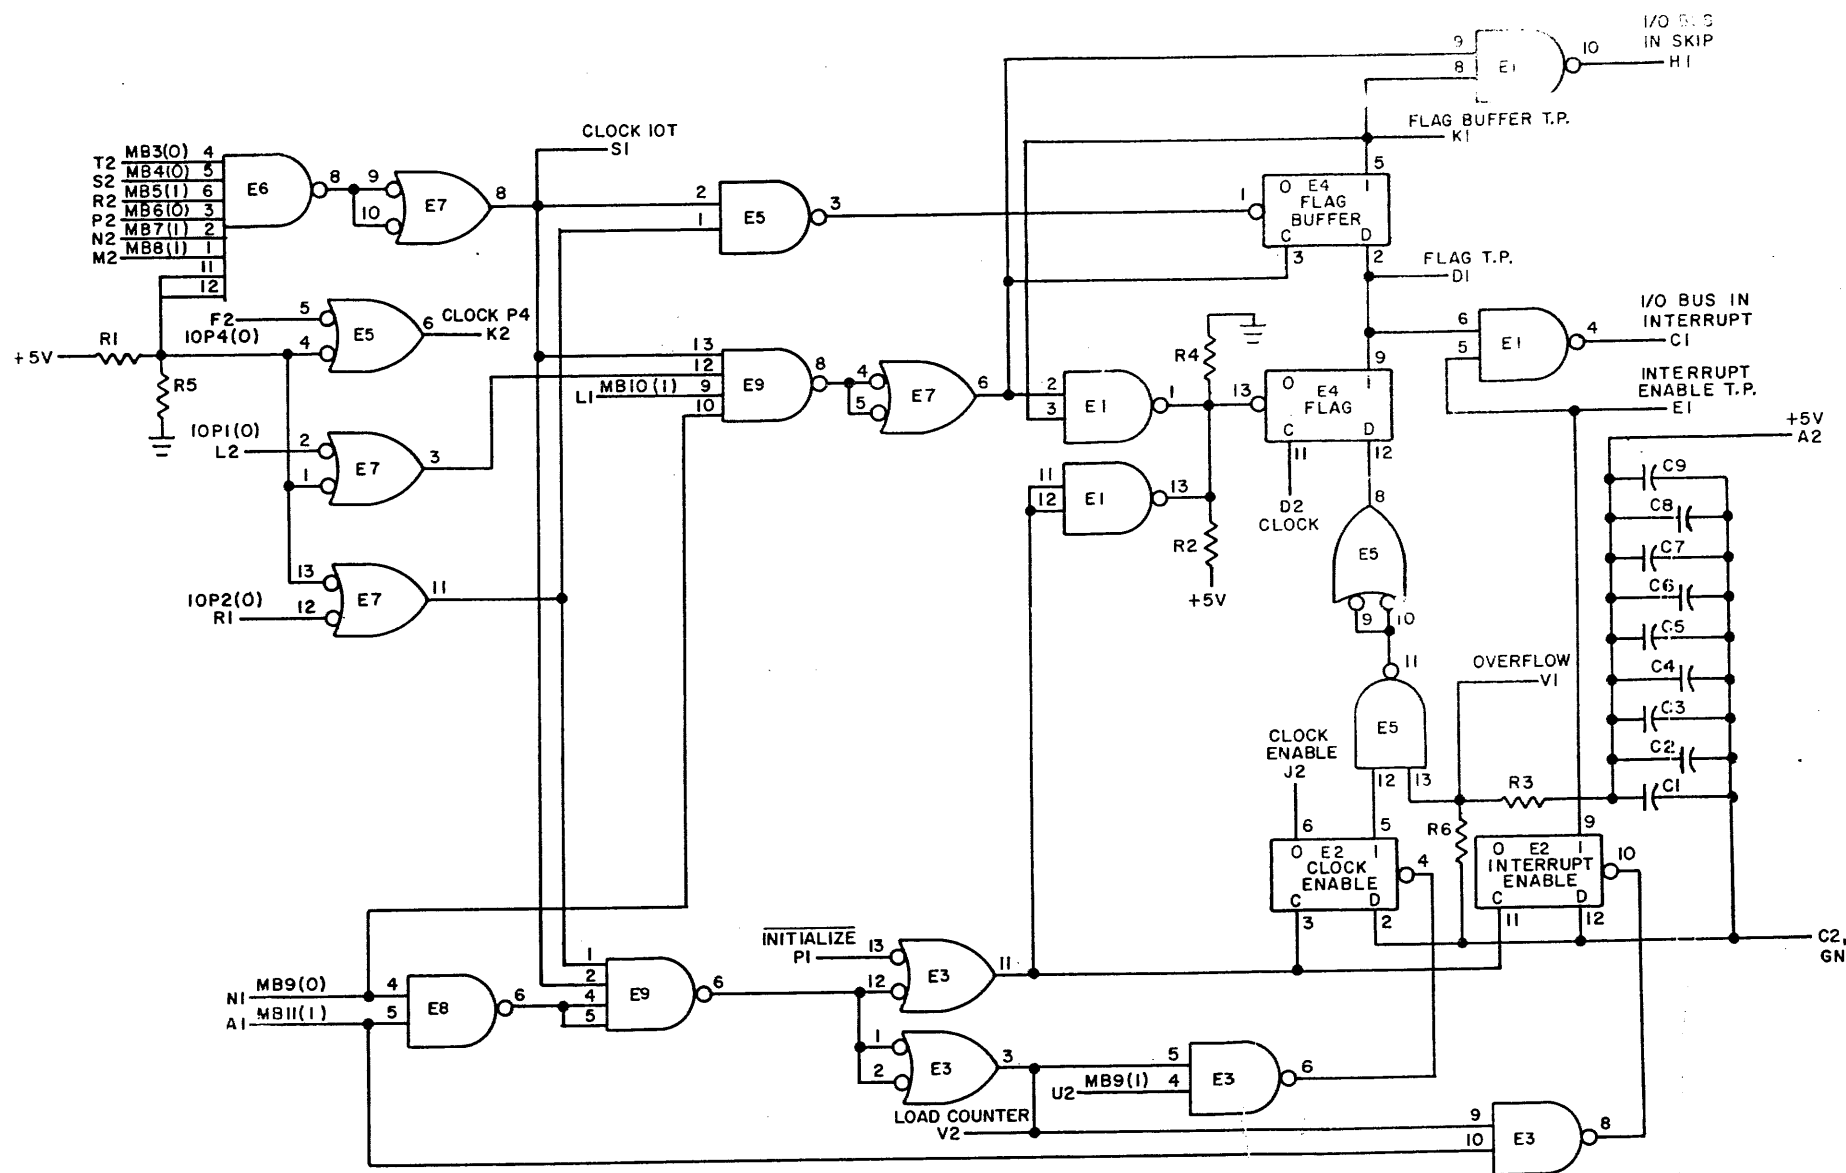 I/O BUS
IN SKIP
9
10
H1
8
E1
CLOCK IOT
S1
FLAG BUFFER T.P.
K1
T2 MB3(0) 4
S2 MB4(0) 5
R2 MB5(1) 6
P2 MB6(0) 3
N2 MB7(1) 2
M2 MB8(1) 1
11
12
E6
8
9
10
E7
8
2
1
E5
3
1
5
O E4 1
FLAG
BUFFER
C D
3
2
FLAG T.P.
D1
F2
5
IOP4(0)
4
E5
6
CLOCK P4
K2
+5V
R1
R5
I/O BUS IN
INTERRUPT
C1
6
5
E1
4
INTERRUPT
ENABLE T.P.
E1
13
12
MB10(1) 9
L1
10
E9
8
4
5
E7
6
2
3
E1
1
R4
13
9
O E4 1
FLAG
C D
11
12
D2
CLOCK
IOP1(0)
L2
2
1
E7
3
11
12
E1
13
R2
+5V
8
E5
9
10
+5V
A2
C9
C8
C7
C6
C5
C4
C3
C2
C1
IOP2(0)
R1
13
12
E7
11
11
E5
12
13
OVERFLOW
V1
R3
R6
CLOCK
ENABLE
J2
6
5
O E2 1
CLOCK
ENABLE
C D
4
3
2
9
O E2 1
INTERRUPT
ENABLE
C D
10
11
12
C2,
GN
INITIALIZE
P1
13
12
E3
11
N1 MB9(0) 4
A1 MB11(1) 5
E8
6
1
2
4
5
E9
6
1
2
E3
3
LOAD COUNTER
V2
5
MB9(1) 4
U2
E3
6
9
10
E3
8